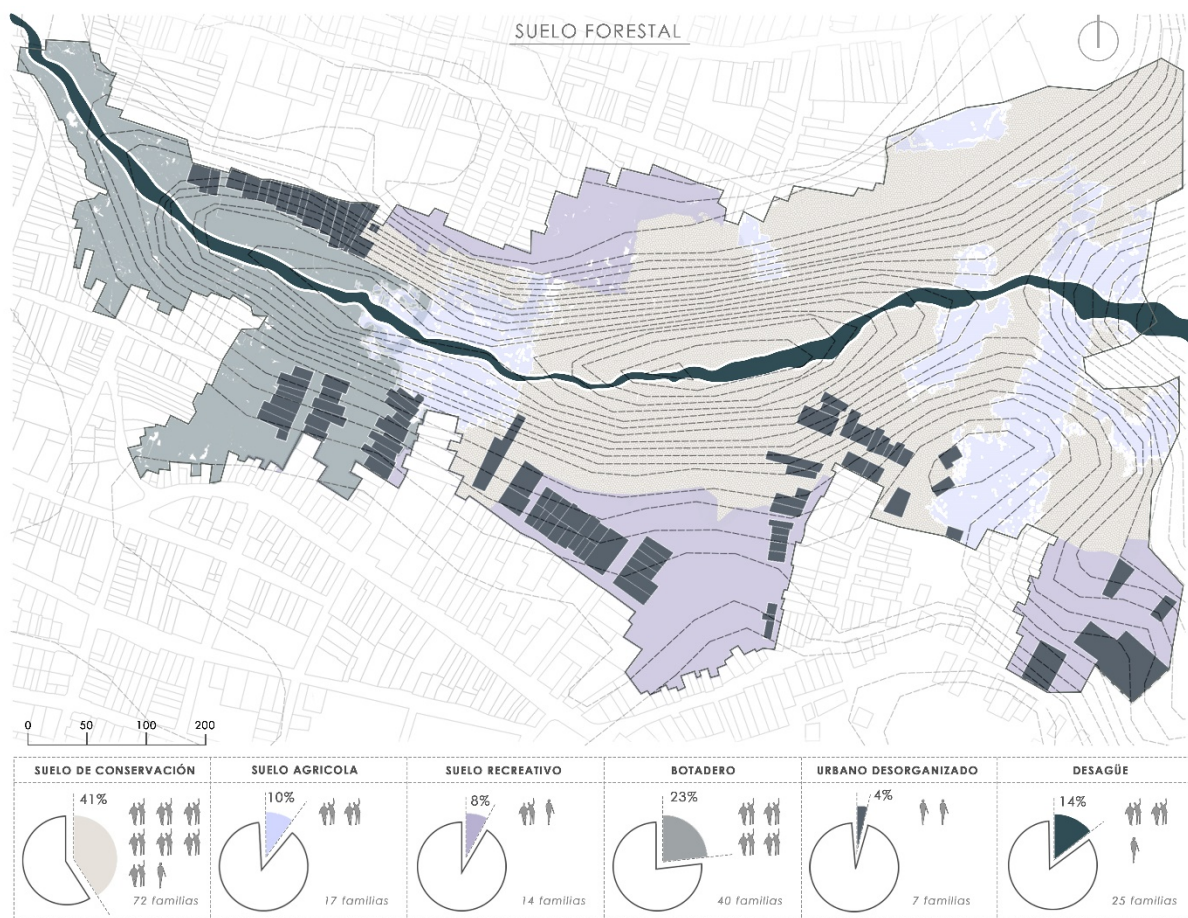 SUELO FORESTAL
0 50 100 200
SUELO DE CONSERVACIÓN
41%
72 familias
SUELO AGRICOLA
10%
17 familias
SUELO RECREATIVO
8%
14 familias
BOTADERO
23%
40 familias
URBANO DESORGANIZADO
4%
7 familias
DESAGÜE
14%
25 familias